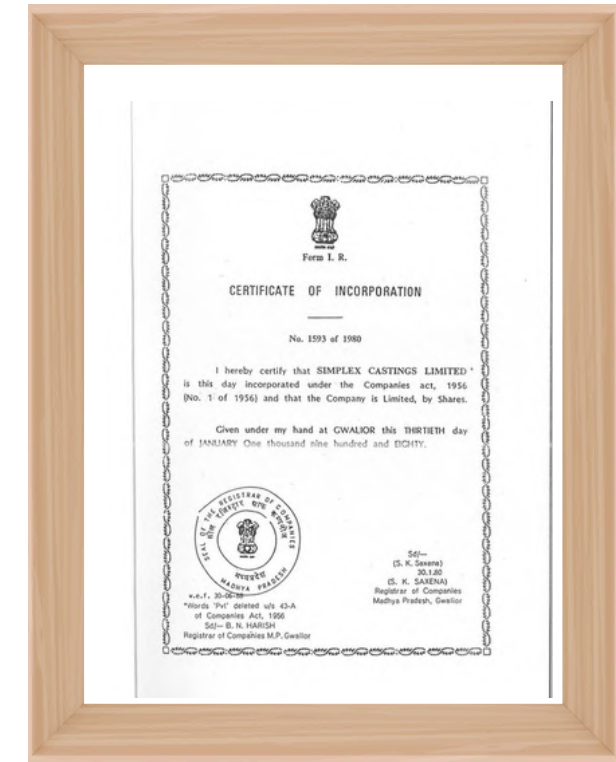 Form I. R.
CERTIFICATE OF INCORPORATION
No. 1593 of 1980
I hereby certify that SIMPLEX CASTINGS LIMITED *
is this day incorporated under the Companies act, 1956
(No. 1 of 1956) and that the Company is Limited, by Shares.
Given under my hand at GWALIOR this THIRTIETH day
of JANUARY One thousand nine hundred and EIGHTY.
SEAL OF THE REGISTRAR OF COMPANIES
मध्यप्रदेश
MADHYA PRADESH
w.e.f. 30-06-
"Words 'Pvt' deleted u/s 43-A
of Companies Act, 1956
Sd/— B. N. HARISH
Registrar of Companies M.P. Gwalior
Sd/—
(S. K. Saxena)
30.1.80
(S. K. SAXENA)
Registrar of Companies
Madhya Pradesh, Gwalior